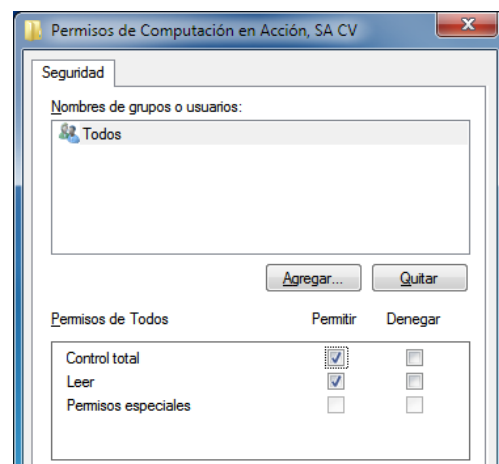 Permisos de Computación en Acción, SA CV
Seguridad
Nombres de grupos o usuarios:
Todos
Agregar... Quitar
Permisos de Todos Permitir Denegar
Control total
Leer
Permisos especiales